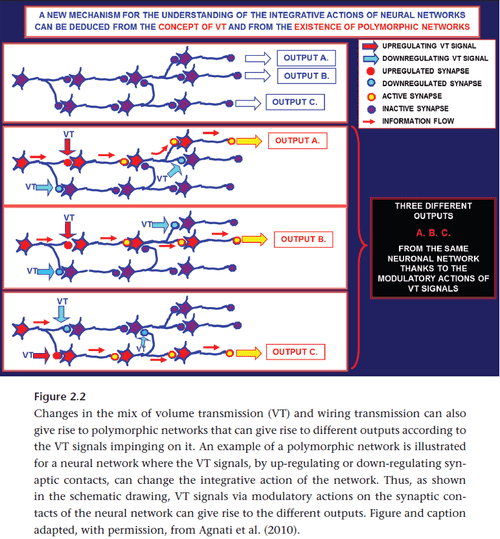 A NEW MECHANISM FOR THE UNDERSTANDING OF THE INTEGRATIVE ACTIONS OF NEURAL NETWORKS
CAN BE DEDUCED FROM THE CONCEPT OF VT AND FROM THE EXISTENCE OF POLYMORPHIC NETWORKS
OUTPUT A.
OUTPUT B.
OUTPUT C.
UPREGULATING VT SIGNAL
DOWNREGULATING VT SIGNAL
UPREGULATED SYNAPSE
DOWNREGULATED SYNAPSE
ACTIVE SYNAPSE
INACTIVE SYNAPSE
INFORMATION FLOW
VT
OUTPUT A.
VT
VT
VT
VT
OUTPUT B.
VT
VT
VT
VT
OUTPUT C.
THREE DIFFERENT
OUTPUTS
A. B. C.
FROM THE SAME
NEURONAL NETWORK
THANKS TO THE
MODULATORY ACTIONS OF
VT SIGNALS
Figure 2.2
Changes in the mix of volume transmission (VT) and wiring transmission can also
give rise to polymorphic networks that can give rise to different outputs according to
the VT signals impinging on it. An example of a polymorphic network is illustrated
for a neural network where the VT signals, by up-regulating or down-regulating syn-
aptic contacts, can change the integrative action of the network. Thus, as shown
in the schematic drawing, VT signals via modulatory actions on the synaptic con-
tacts of the neural network can give rise to the different outputs. Figure and caption
adapted, with permission, from Agnati et al. (2010).